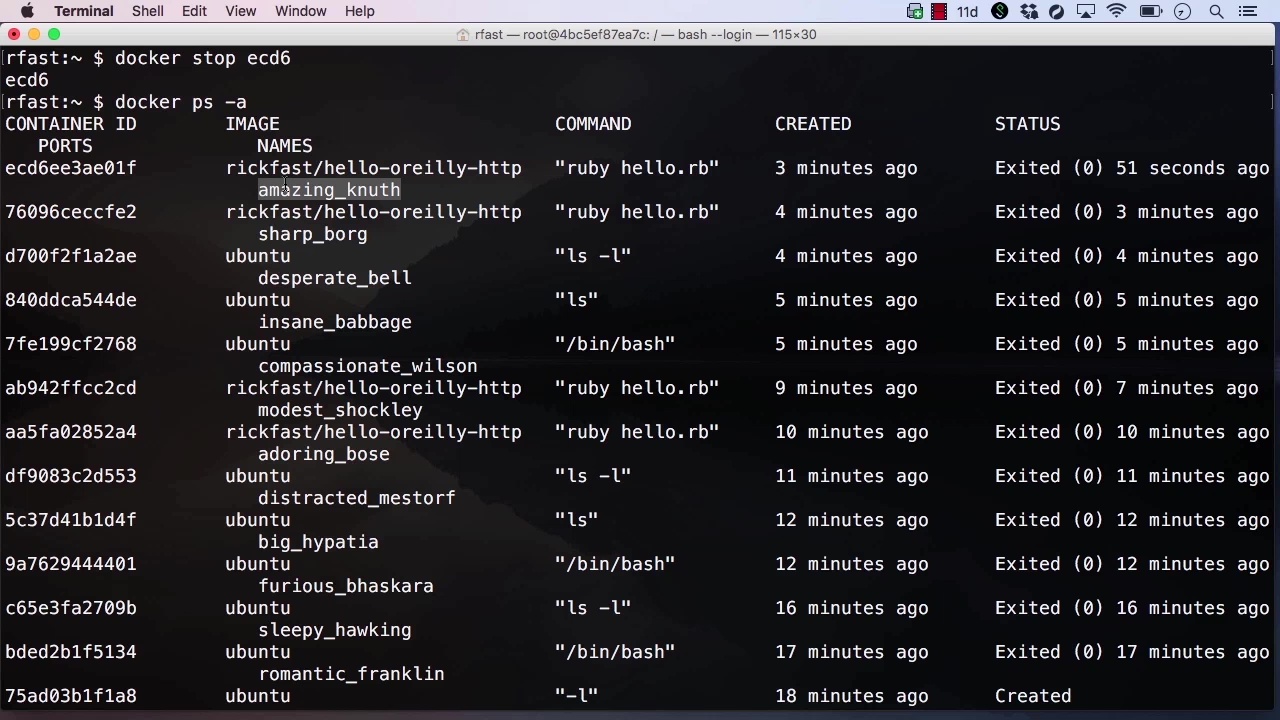 Terminal Shell Edit View Window Help 11d
rfast — root@4bc5ef87ea7c: / — bash --login — 115×30
[rfast:~ $ docker stop ecd6 ]
ecd6
[rfast:~ $ docker ps -a ]
CONTAINER ID IMAGE COMMAND CREATED STATUS
PORTS NAMES
ecd6ee3ae01f rickfast/hello-oreilly-http "ruby hello.rb" 3 minutes ago Exited (0) 51 seconds ago
amazing_knuth
76096ceccfe2 rickfast/hello-oreilly-http "ruby hello.rb" 4 minutes ago Exited (0) 3 minutes ago
sharp_borg
d700f2f1a2ae ubuntu "ls -l" 4 minutes ago Exited (0) 4 minutes ago
desperate_bell
840ddca544de ubuntu "ls" 5 minutes ago Exited (0) 5 minutes ago
insane_babbage
7fe199cf2768 ubuntu "/bin/bash" 5 minutes ago Exited (0) 5 minutes ago
compassionate_wilson
ab942ffcc2cd rickfast/hello-oreilly-http "ruby hello.rb" 9 minutes ago Exited (0) 7 minutes ago
modest_shockley
aa5fa02852a4 rickfast/hello-oreilly-http "ruby hello.rb" 10 minutes ago Exited (0) 10 minutes ago
adoring_bose
df9083c2d553 ubuntu "ls -l" 11 minutes ago Exited (0) 11 minutes ago
distracted_mestorf
5c37d41b1d4f ubuntu "ls" 12 minutes ago Exited (0) 12 minutes ago
big_hypatia
9a7629444401 ubuntu "/bin/bash" 12 minutes ago Exited (0) 12 minutes ago
furious_bhaskara
c65e3fa2709b ubuntu "ls -l" 16 minutes ago Exited (0) 16 minutes ago
sleepy_hawking
bded2b1f5134 ubuntu "/bin/bash" 17 minutes ago Exited (0) 17 minutes ago
romantic_franklin
75ad03b1f1a8 ubuntu "-l" 18 minutes ago Created